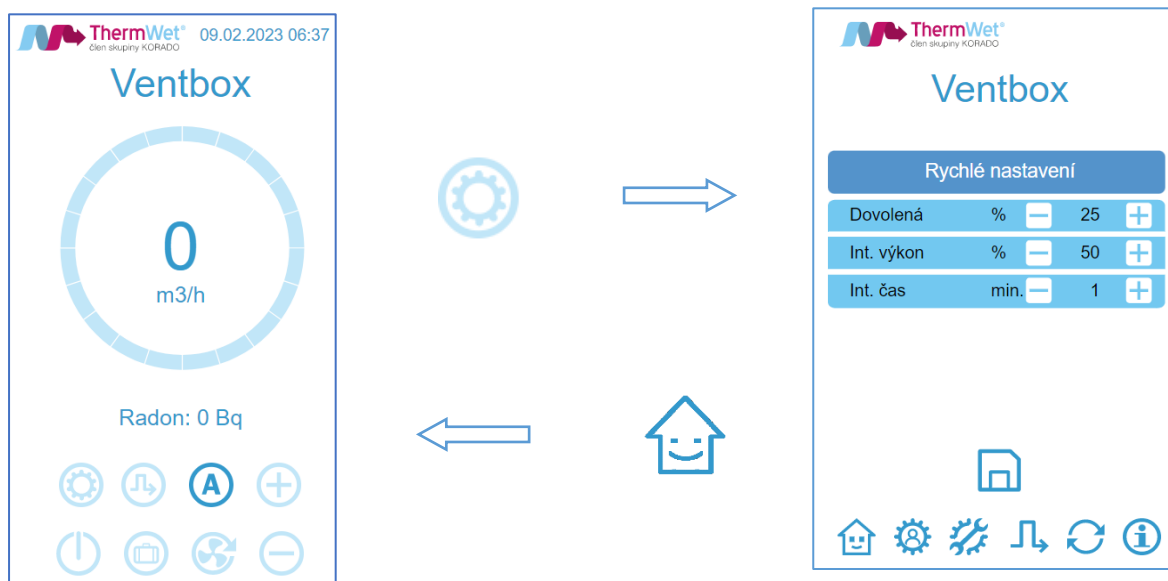 ThermWet®
člen skupiny KORADO
09.02.2023 06:37
Ventbox
0
m3/h
Radon: 0 Bq
A
ThermWet®
člen skupiny KORADO
Ventbox
Rychlé nastavení
Dovolená % 25
Int. výkon % 50
Int. čas min. 1